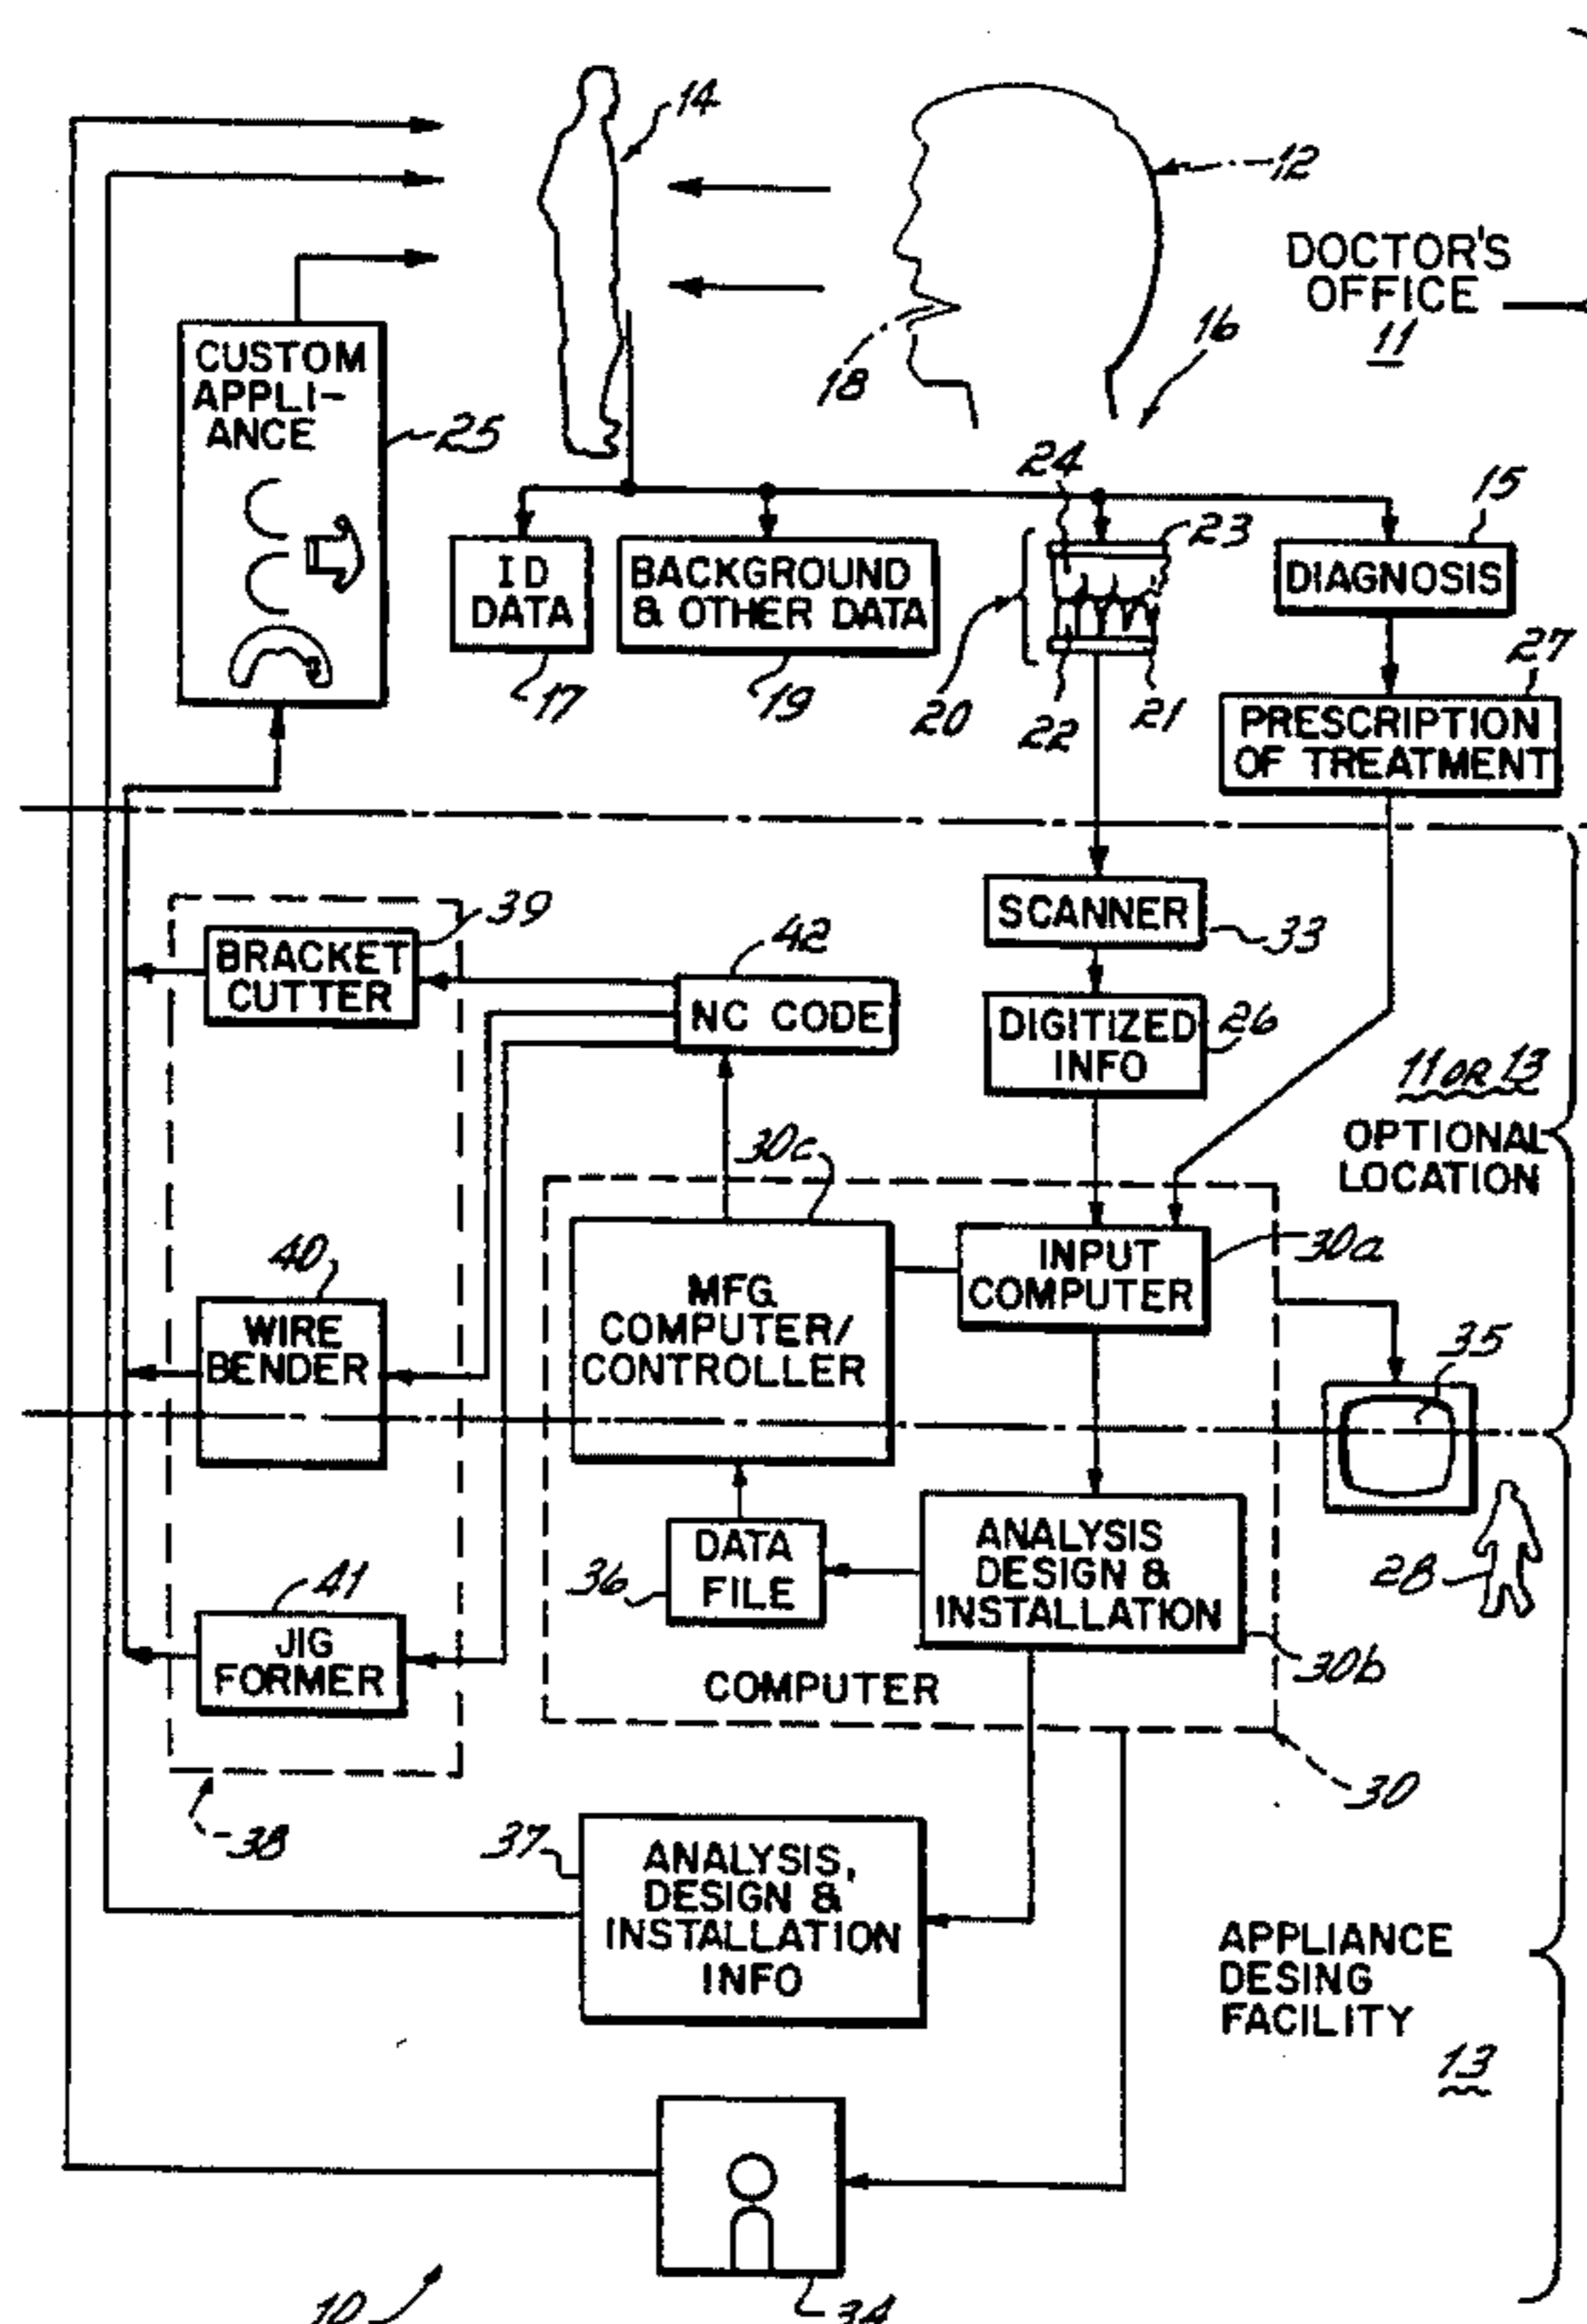 14
12
DOCTOR'S
OFFICE
11
16
18
CUSTOM
APPLI-
ANCE
25
24
15
23
ID
DATA
BACKGROUND
& OTHER DATA
DIAGNOSIS
27
17
19
20
22
21
PRESCRIPTION
OF TREATMENT
39
42
SCANNER
33
BRACKET
CUTTER
NC CODE
DIGITIZED
INFO
26
11 OR 13
OPTIONAL
LOCATION
30c
40
INPUT
COMPUTER
30a
MFG.
COMPUTER/
CONTROLLER
WIRE
BENDER
35
DATA
FILE
36
ANALYSIS
DESIGN &
INSTALLATION
28
41
JIG
FORMER
30b
COMPUTER
30
38
37
ANALYSIS,
DESIGN &
INSTALLATION
INFO
APPLIANCE
DESING
FACILITY
13
10
34